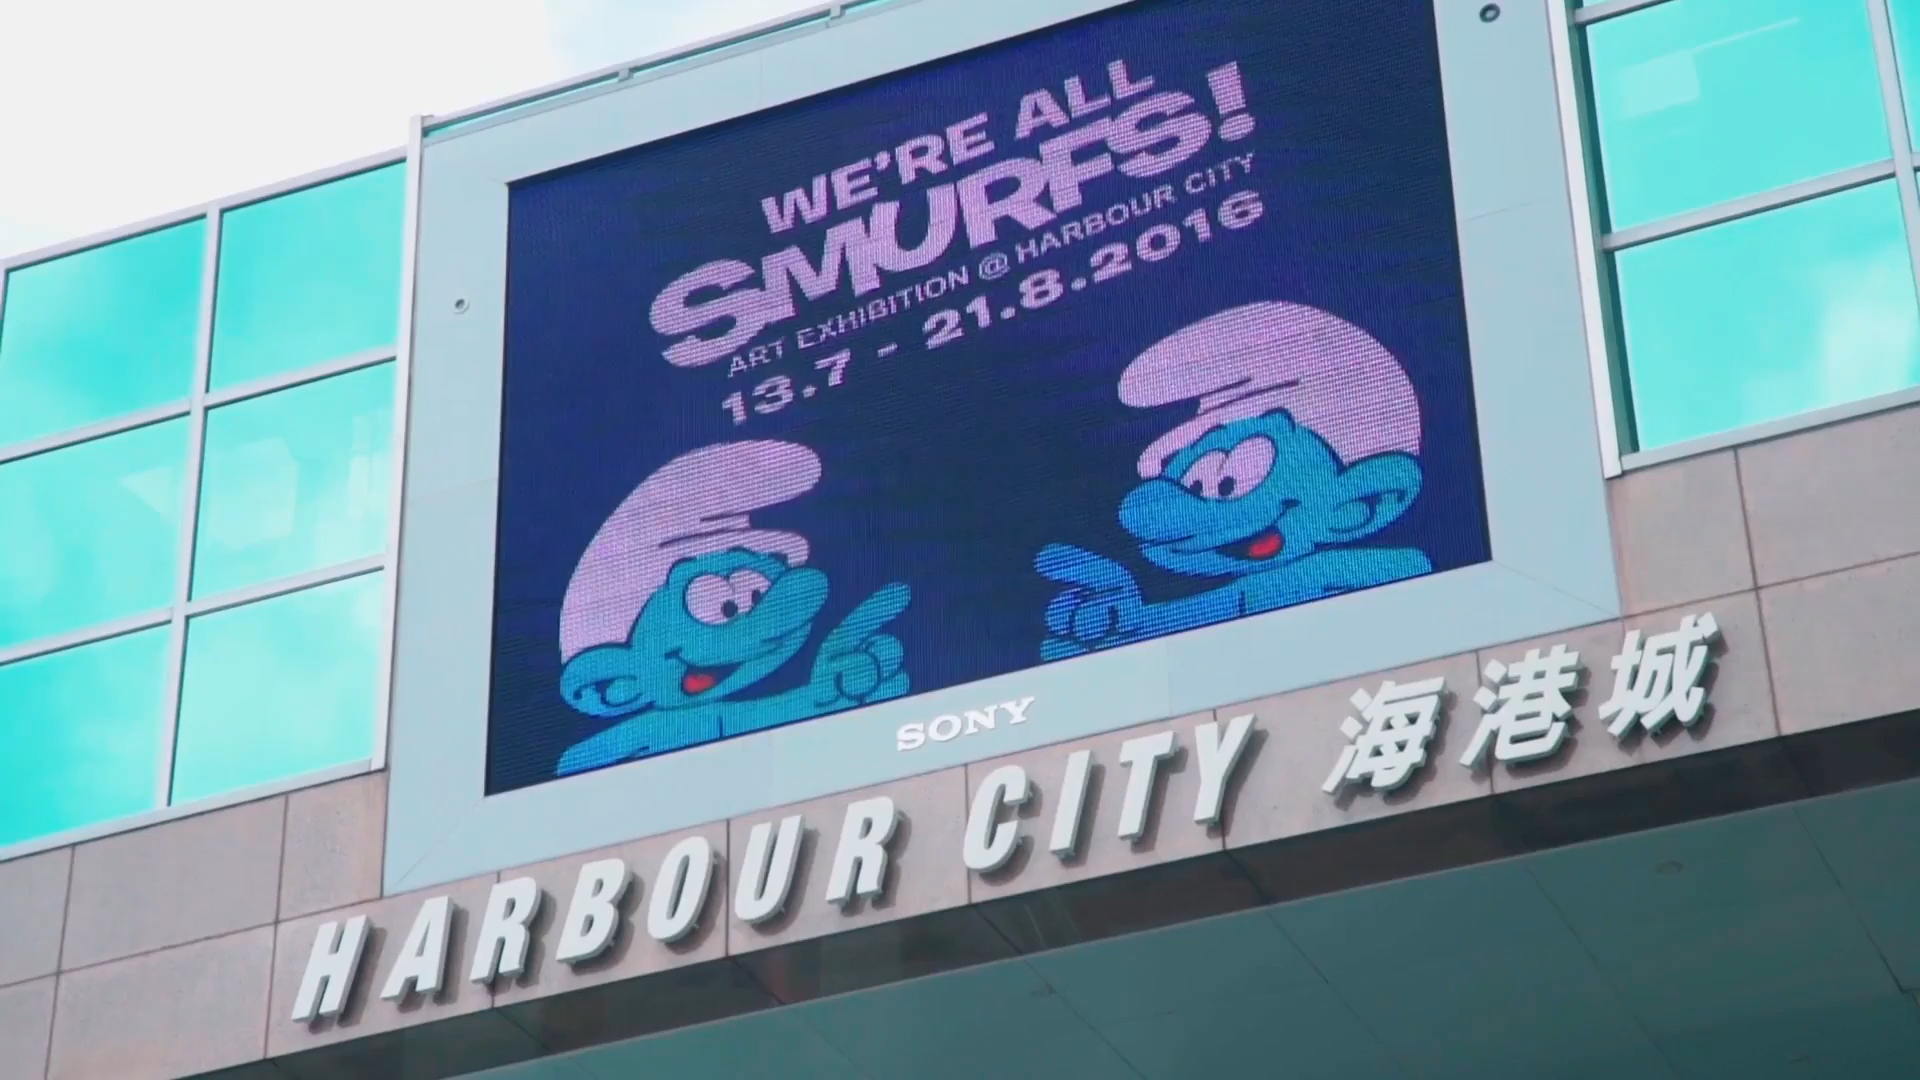 WE'RE ALL
SMURFS!
ART EXHIBITION @ HARBOUR CITY
13.7 - 21.8.2016
SONY
HARBOUR CITY 海港城